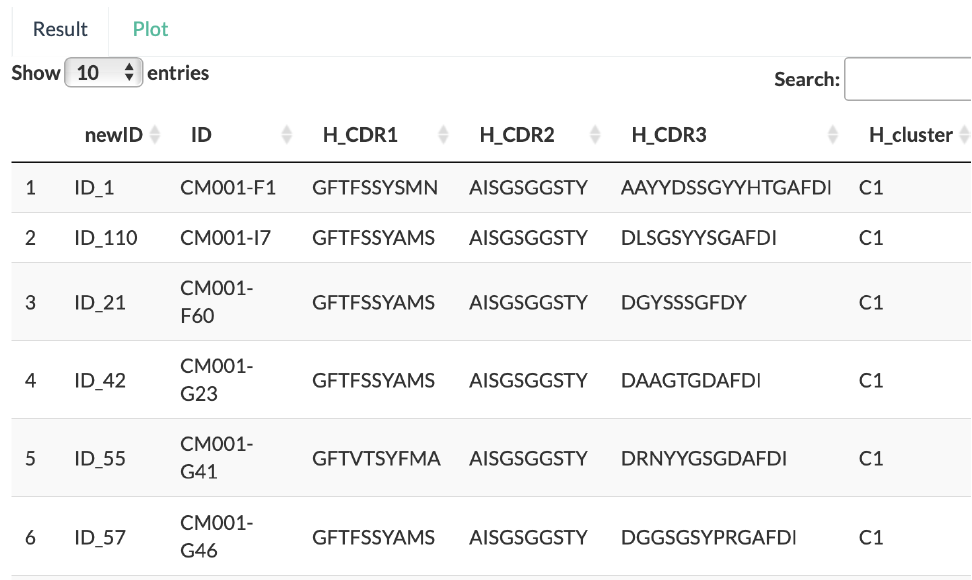 Result Plot
Show 10 entries
Search:
newID ID H_CDR1 H_CDR2 H_CDR3 H_cluster
1 ID_1 CM001-F1 GFTFSSYSMN AISGSGGSTY AAYYDSSGYYHTGAFDI C1
2 ID_110 CM001-I7 GFTFSSYAMS AISGSGGSTY DLSGSYYSGAFDI C1
3 ID_21 CM001-
F60 GFTFSSYAMS AISGSGGSTY DGYSSSGFDY C1
4 ID_42 CM001-
G23 GFTFSSYAMS AISGSGGSTY DAAGTGDAFDI C1
5 ID_55 CM001-
G41 GFTVTSYFMA AISGSGGSTY DRNYYGSGDAFDI C1
6 ID_57 CM001-
G46 GFTFSSYAMS AISGSGGSTY DGGSGSYPRGAFDI C1